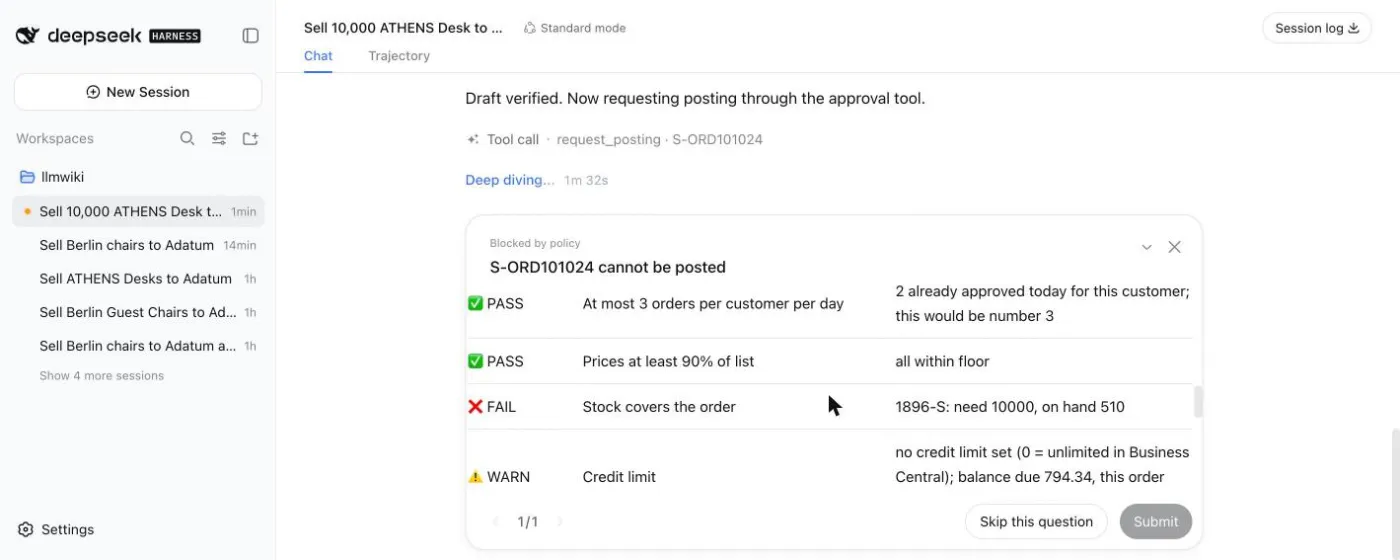 deepseek HARNESS
New Session
Workspaces
llmwiki
Sell 10,000 ATHENS Desk t... 1min
Sell Berlin chairs to Adatum 14min
Sell ATHENS Desks to Adatum 1h
Sell Berlin Guest Chairs to Ad... 1h
Sell Berlin chairs to Adatum a... 1h
Show 4 more sessions
Settings
Sell 10,000 ATHENS Desk to ... Standard mode
Session log
Chat Trajectory
Draft verified. Now requesting posting through the approval tool.
Tool call · request_posting · S-ORD101024
Deep diving... 1m 32s
Blocked by policy
S-ORD101024 cannot be posted
PASS At most 3 orders per customer per day 2 already approved today for this customer;
this would be number 3
PASS Prices at least 90% of list all within floor
FAIL Stock covers the order 1896-S: need 10000, on hand 510
no credit limit set (0 = unlimited in Business
WARN Credit limit Central); balance due 794.34, this order
1/1
Skip this question
Submit